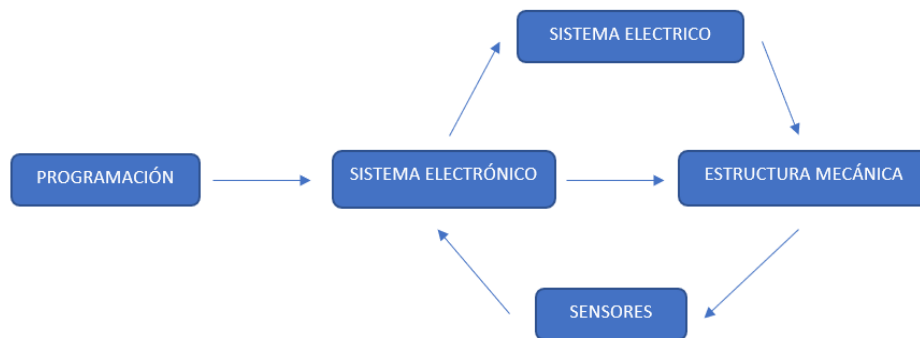 SISTEMA ELECTRICO
PROGRAMACIÓN
SISTEMA ELECTRÓNICO
ESTRUCTURA MECÁNICA
SENSORES